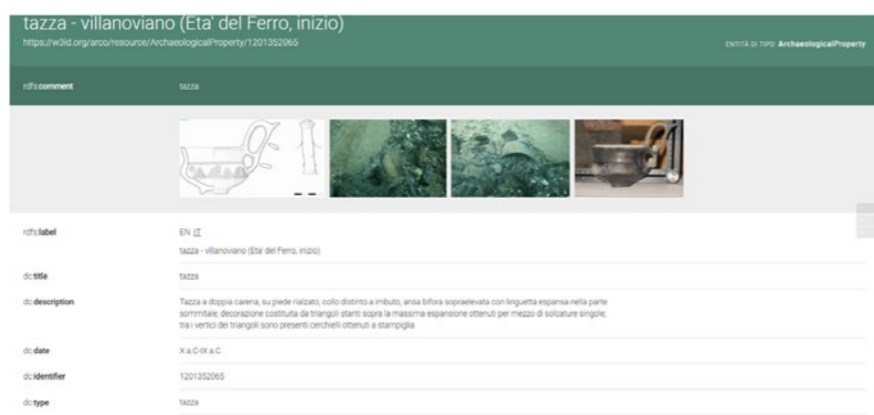 tazza - villanoviano (Eta' del Ferro, inizio)
https://w3id.org/arco/resource/ArchaeologicalProperty/1201352065
ENTITÀ DI TIPO: ArchaeologicalProperty
rdfs:comment tazza
rdfs:label EN IT
tazza - villanoviano (Eta' del Ferro, inizio)
dc:title tazza
dc:description Tazza a doppia carena, su piede rialzato, collo distinto a imbuto, ansa bifora sopraelevata con linguetta espansa nella parte
sommitale, decorazione costituita da triangoli stanti sopra la massima espansione ottenuti per mezzo di solcature singole;
tra i vertici dei triangoli sono presenti cerchielli ottenuti a stampiglia
dc:date X a.C-IX a.C
dc:identifier 1201352065
dc:type tazza